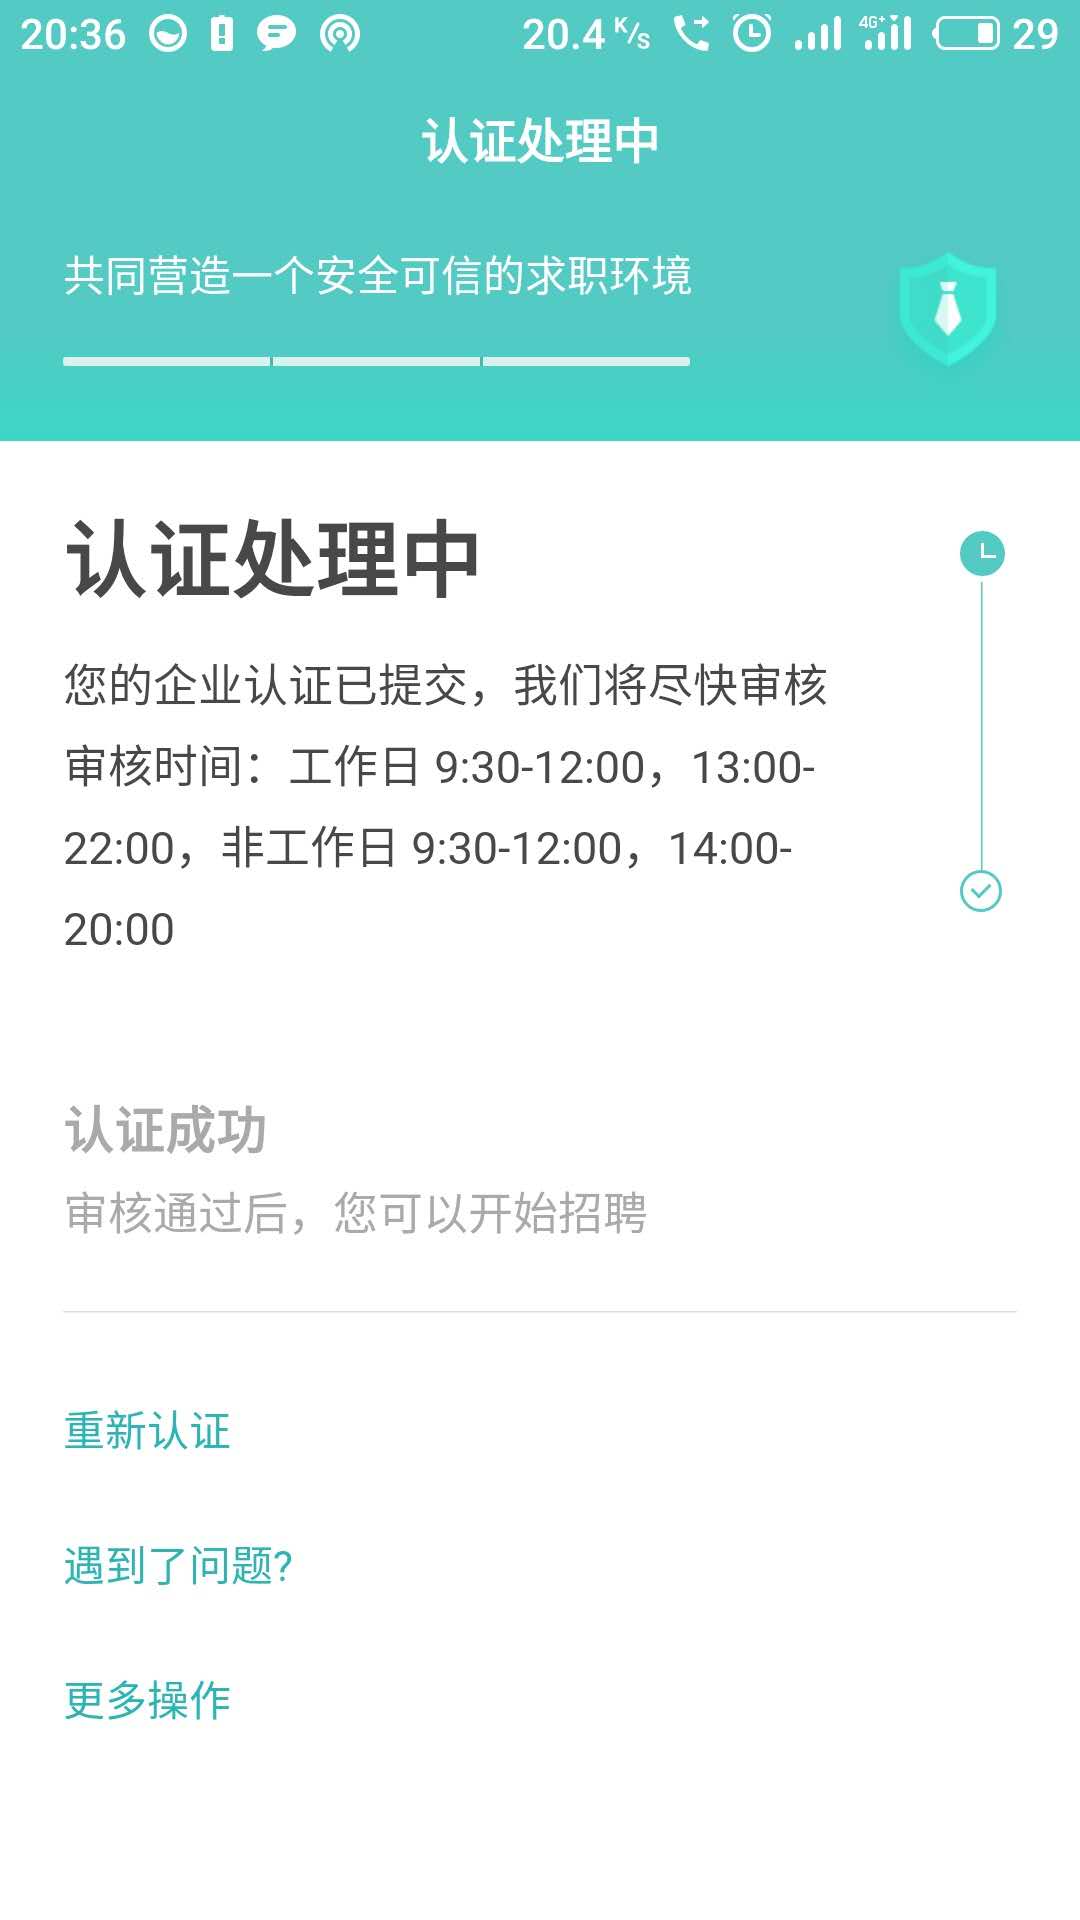 20:36 20.4 K/s 4G+ 29
认证处理中
共同营造一个安全可信的求职环境
认证处理中
您的企业认证已提交，我们将尽快审核
审核时间：工作日 9:30-12:00，13:00-
22:00，非工作日 9:30-12:00，14:00-
20:00
认证成功
审核通过后，您可以开始招聘
重新认证
遇到了问题?
更多操作